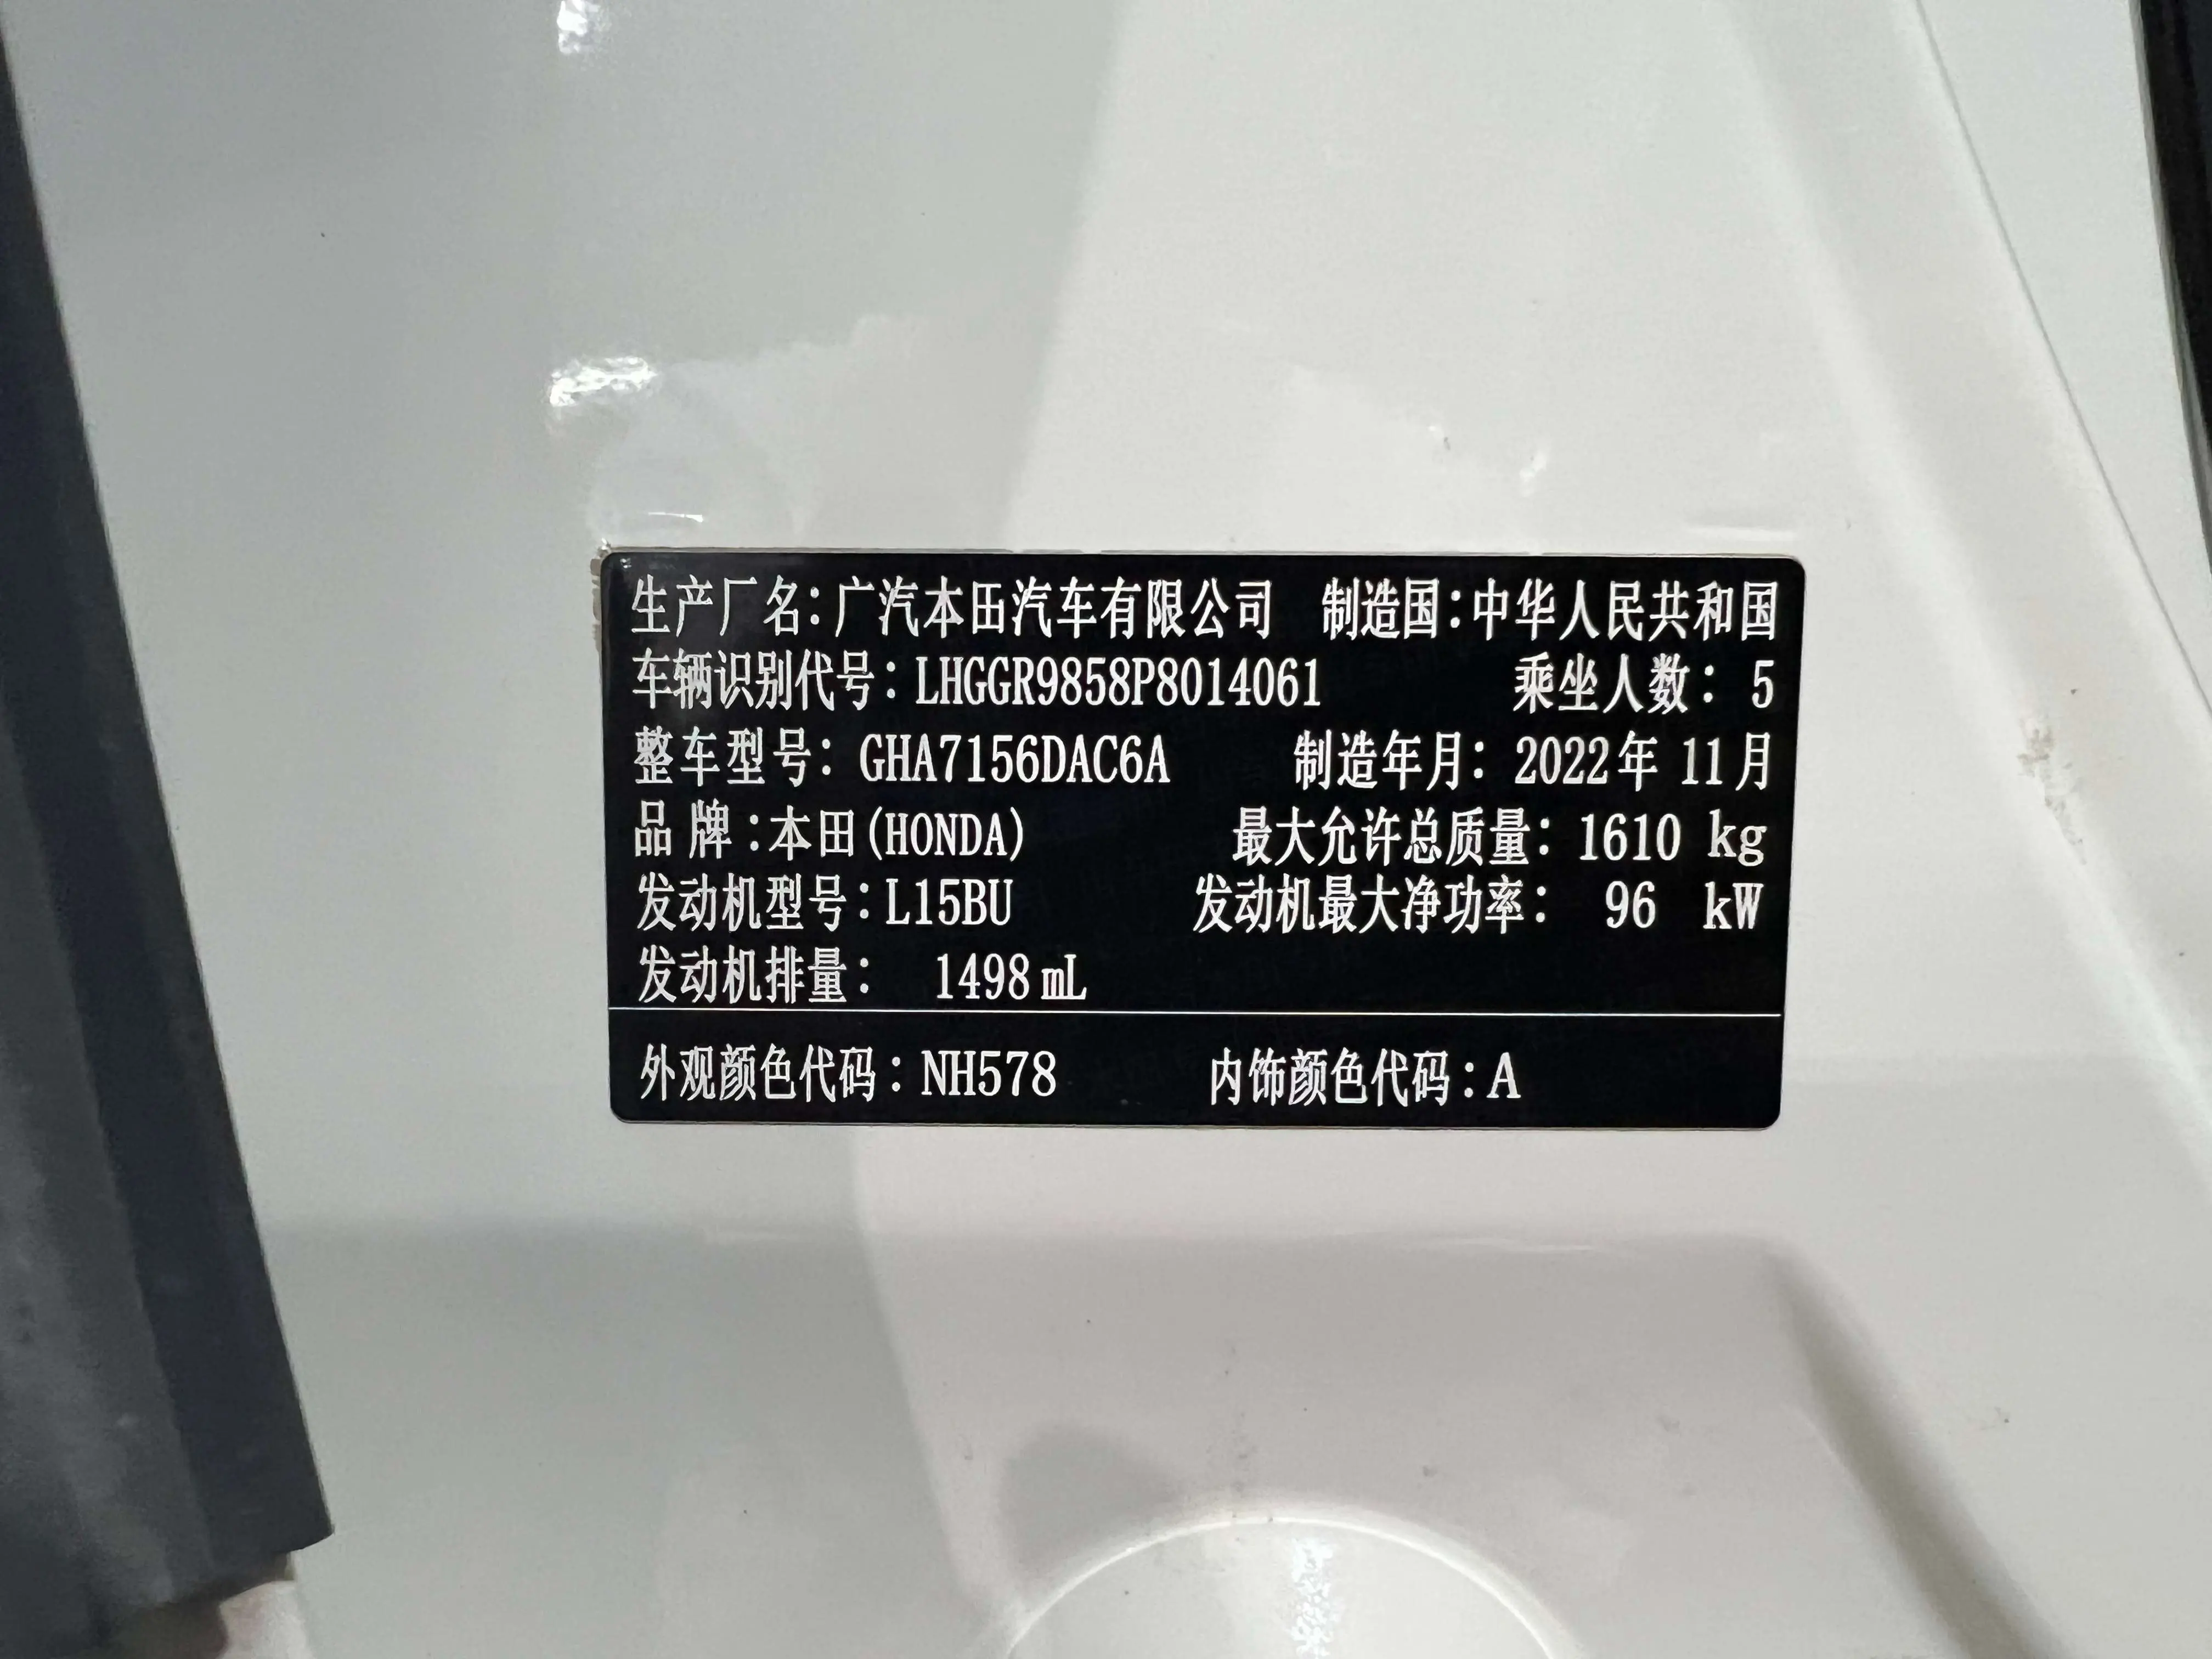 生产厂名：广汽本田汽车有限公司 制造国：中华人民共和国
车辆识别代号：LHGGR9858P8014061 乘坐人数：5
整车型号：GHA7156DAC6A 制造年月：2022年 11月
品 牌：本田(HONDA) 最大允许总质量：1610 kg
发动机型号：L15BU 发动机最大净功率：96 kW
发动机排量：1498 mL
外观颜色代码：NH578 内饰颜色代码：A